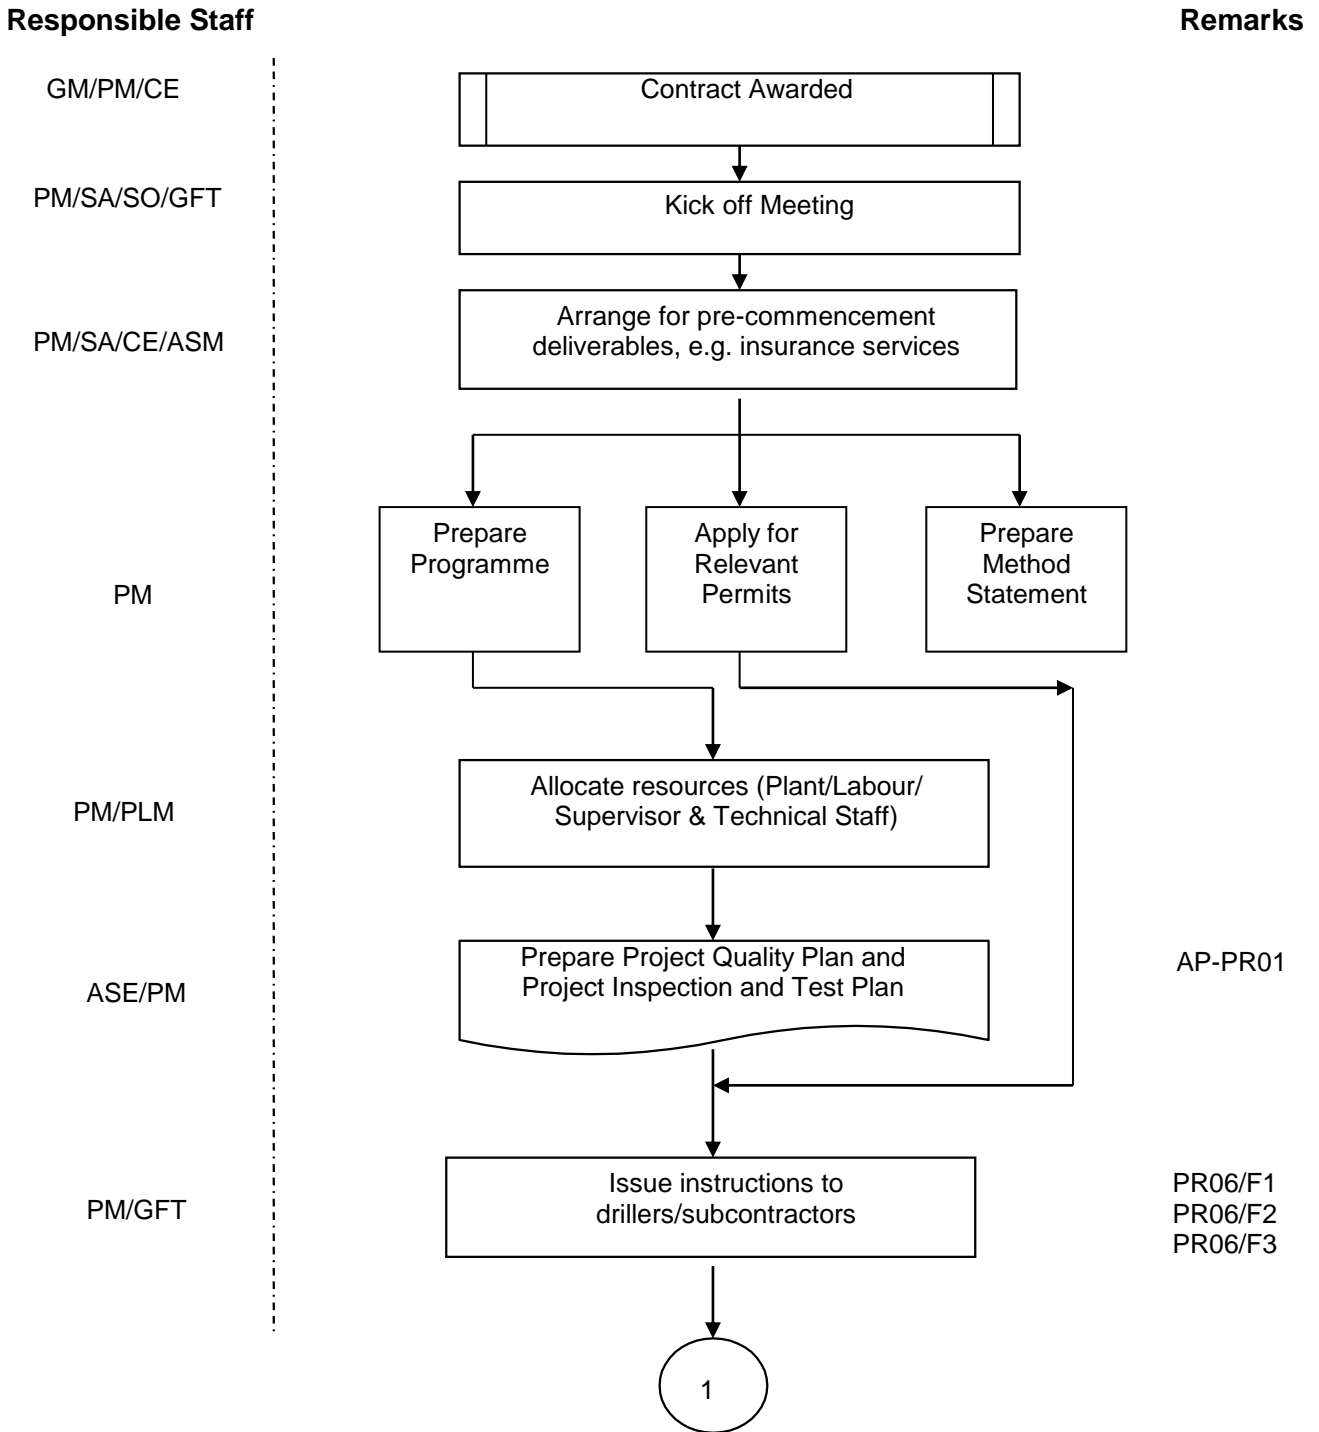 Responsible Staff
Remarks
GM/PM/CE
Contract Awarded
PM/SA/SO/GFT
Kick off Meeting
PM/SA/CE/ASM
Arrange for pre-commencement
deliverables, e.g. insurance services
PM
Prepare
Programme
Apply for
Relevant
Permits
Prepare
Method
Statement
PM/PLM
Allocate resources (Plant/Labour/
Supervisor & Technical Staff)
ASE/PM
Prepare Project Quality Plan and
Project Inspection and Test Plan
AP-PR01
PM/GFT
Issue instructions to
drillers/subcontractors
PR06/F1
PR06/F2
PR06/F3
1